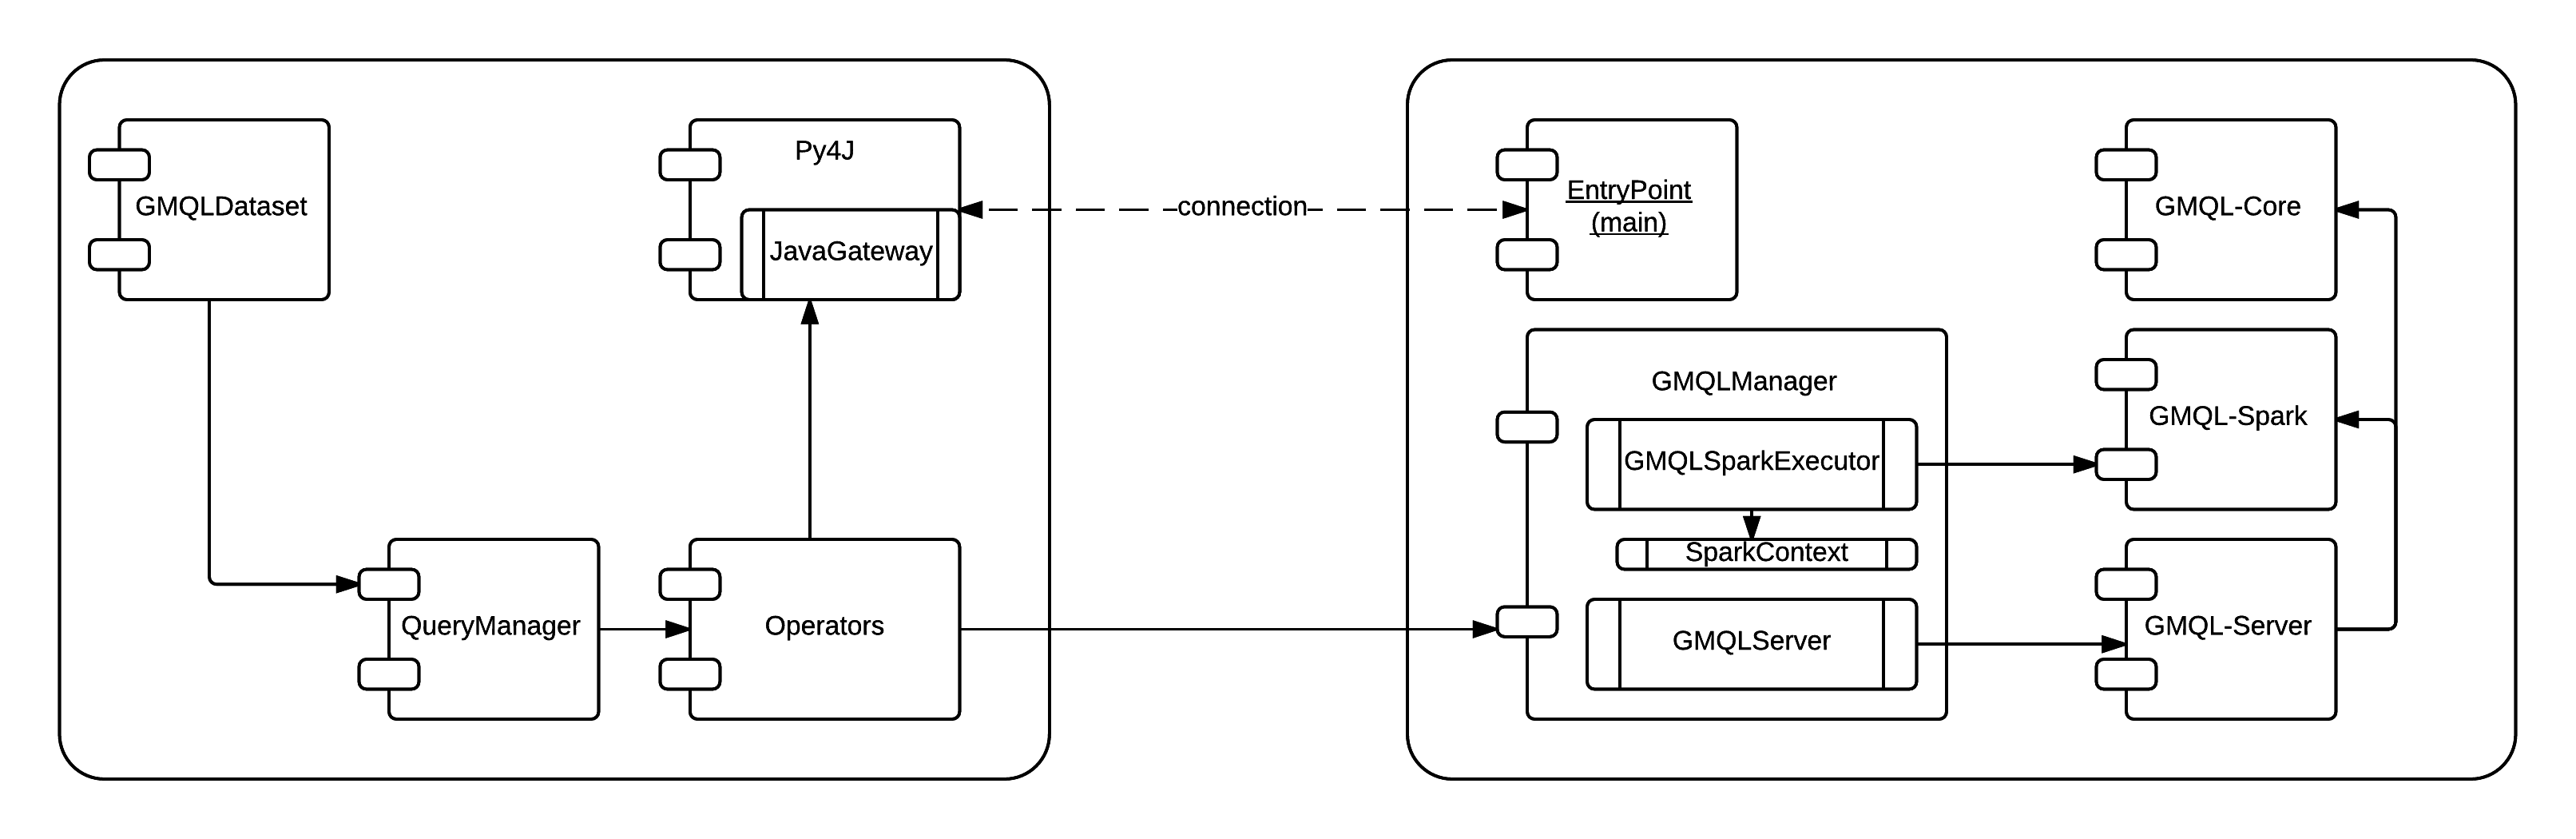 Py4J
GMQLDataset
JavaGateway
connection
EntryPoint
(main)
GMQL-Core
GMQLManager
GMQLSparkExecutor
GMQL-Spark
SparkContext
QueryManager
Operators
GMQLServer
GMQL-Server